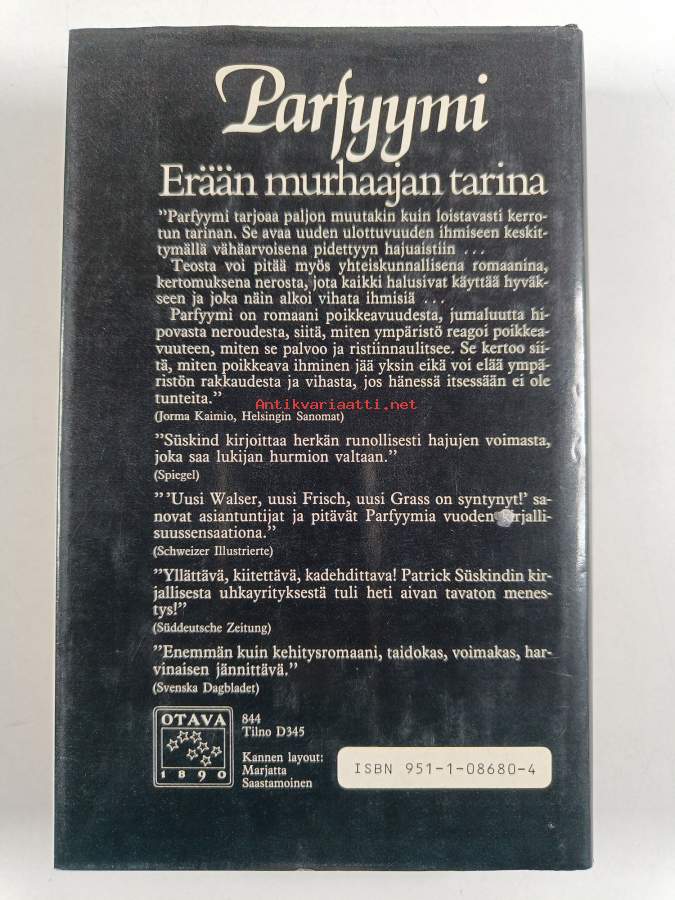 Parfyymi
Erään murhaajan tarina
”Parfyymi tarjoaa paljon muutakin kuin loistavasti kerro-
tun tarinan. Se avaa uuden ulottuvuuden ihmiseen keskit-
tymällä vähäarvoisena pidettyyn hajuaistiin ...
Teosta voi pitää myös yhteiskunnallisena romaanina,
kertomuksena nerosta, jota kaikki halusivat käyttää hyväk-
seen ja joka näin alkoi vihata ihmisiä ...
Parfyymi on romaani poikkeavuudesta, jumaluutta hi-
povasta neroudesta, siitä, miten ympäristö reagoi poikkea-
vuuteen, miten se palvoo ja ristiinnaulitsee. Se kertoo sii-
tä, miten poikkeava ihminen jää yksin eikä voi elää ympä-
ristön rakkaudesta ja vihasta, jos hänessä itsessään ei ole
tunteita.”
Antikvariaatti.net
(Jorma Kaimio, Helsingin Sanomat)
”Süskind kirjoittaa herkän runollisesti hajujen voimasta,
joka saa lukijan hurmion valtaan.”
(Spiegel)
” ’Uusi Walser, uusi Frisch, uusi Grass on syntynyt!’ sa-
novat asiantuntijat ja pitävät Parfyymia vuoden kirjalli-
suussensaationa.”
(Schweizer Illustrierte)
”Yllättävä, kiitettävä, kadehdittava! Patrick Süskindin kir-
jallisesta uhkayrityksestä tuli heti aivan tavaton menes-
tys!”
(Süddeutsche Zeitung)
”Enemmän kuin kehitysromaani, taidokas, voimakas, har-
vinaisen jännittävä.”
(Svenska Dagbladet)
OTAVA
1890
844
Tilno D345
Kannen layout:
Marjatta
Saastamoinen
ISBN 951-1-08680-4